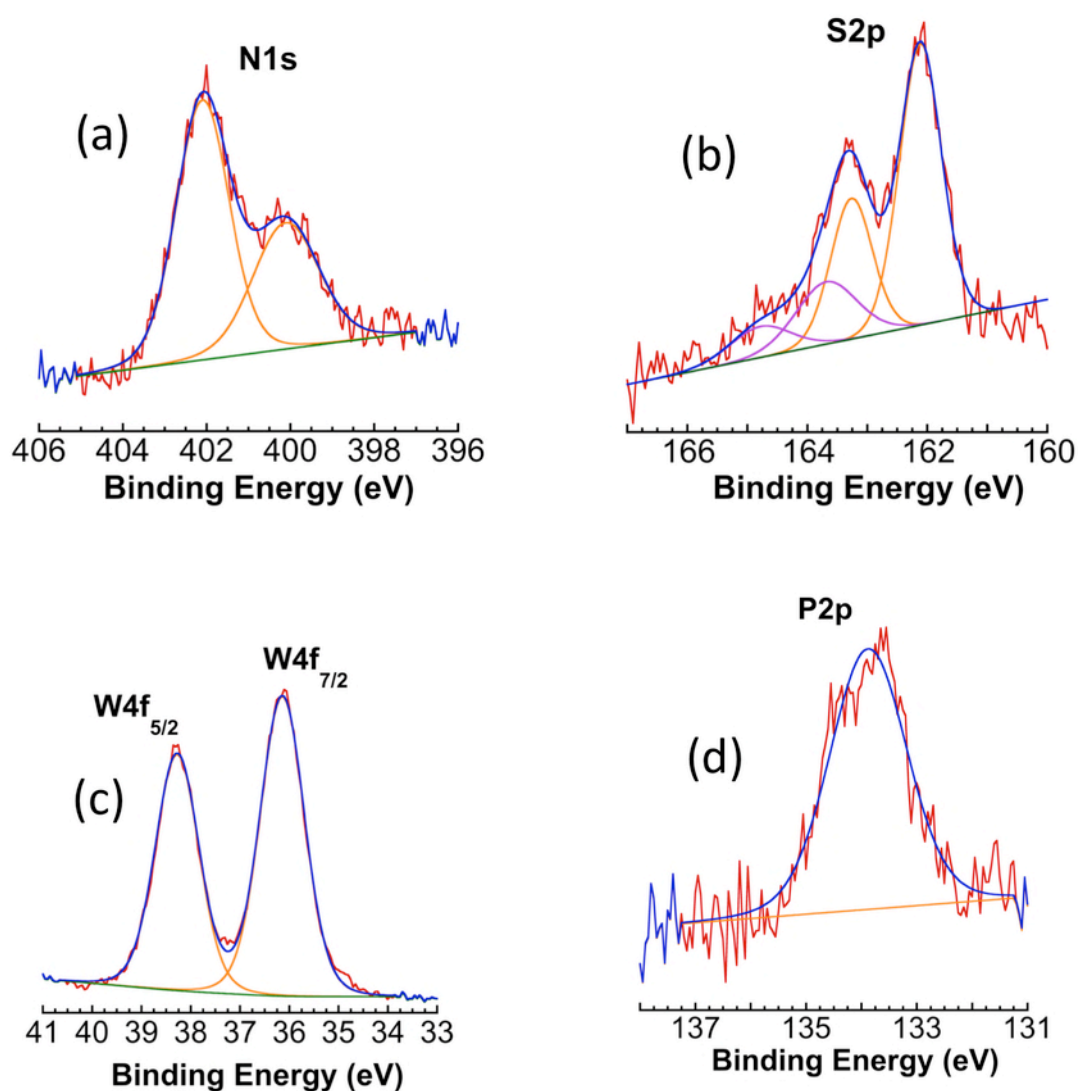 N1s
(a)
406 404 402 400 398 396
Binding Energy (eV)
S2p
(b)
166 164 162 160
Binding Energy (eV)
W4f7/2
W4f5/2
(c)
41 40 39 38 37 36 35 34 33
Binding Energy (eV)
P2p
(d)
137 135 133 131
Binding Energy (eV)